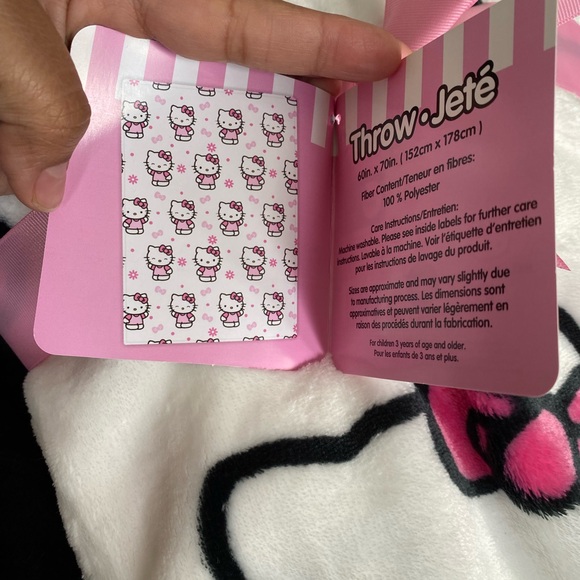 Throw • Jeté
60in. x 70in. (152cm x 178cm)
Fiber Content/Teneur en fibres:
100 % Polyester
Care Instructions/Entretien:
Machine washable. Please see inside labels for further care
instructions. Lavable à la machine. Voir l'étiquette d'entretien
pour les instructions de lavage du produit.
Sizes are approximate and may vary slightly due
to manufacturing process. Les dimensions sont
approximatives et peuvent varier légèrement en
raison des procédés durant la fabrication.
For children 3 years of age and older.
Pour les enfants de 3 ans et plus.